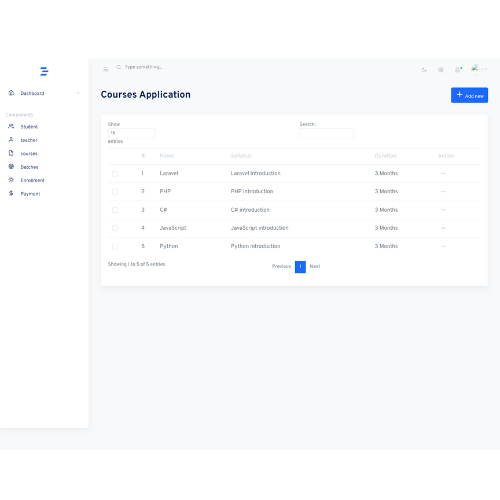 Type something...
Dashboard
Components
Student
teacher
courses
Batches
Enrollment
Payment
Courses Application
Add new
Show
entries
Search:
# Name Syllabus Duration Action
1 Laravel Laravel Introduction 3 Months
2 PHP PHP Introduction 3 Months
3 C# C# introduction 3 Months
4 JavaScript JavaScript introduction 3 Months
5 Python Python Introduction 3 Months
Showing 1 to 5 of 5 entries
Previous 1 Next